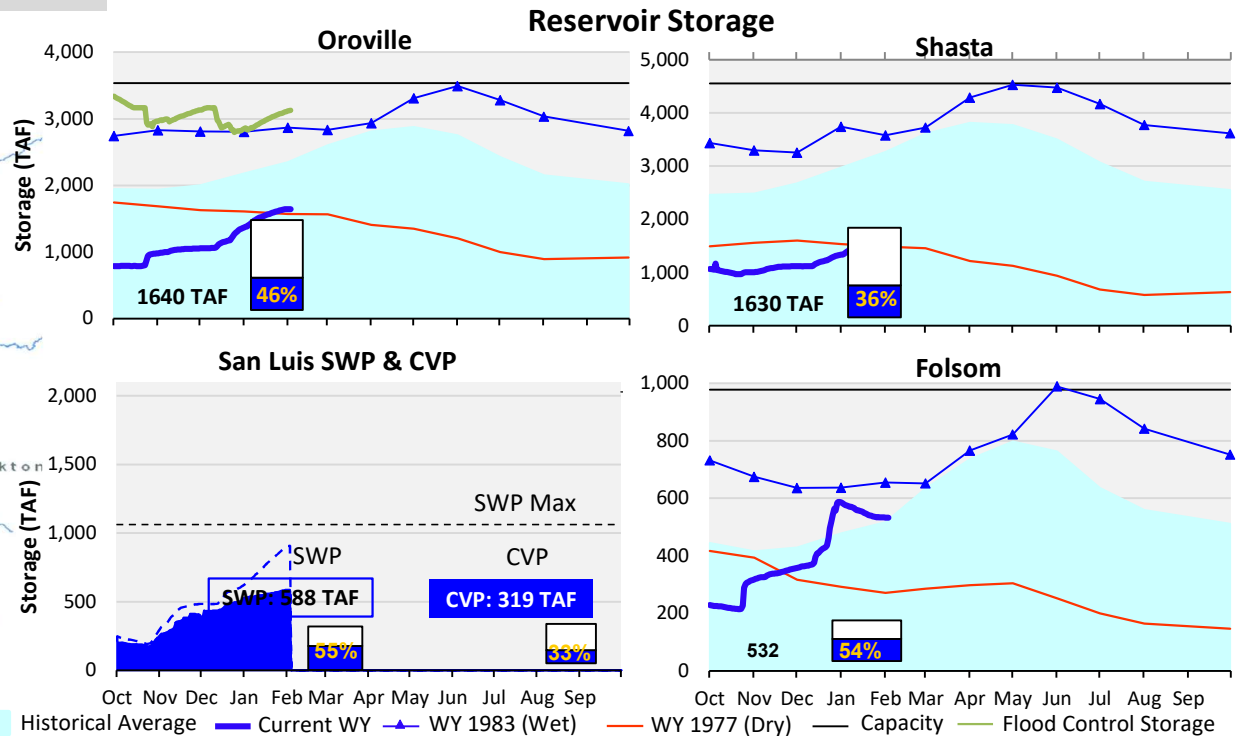 Reservoir Storage
Oroville
Storage (TAF)
4,000
3,000
2,000
1,000
0
1640 TAF
46%
Shasta
5,000
4,000
3,000
2,000
1,000
0
1630 TAF
36%
San Luis SWP & CVP
Storage (TAF)
2,000
1,500
1,000
500
0
SWP Max
SWP
CVP
SWP: 588 TAF
CVP: 319 TAF
55%
33%
Oct Nov Dec Jan Feb Mar Apr May Jun Jul Aug Sep
Folsom
1,000
800
600
400
200
0
532
54%
Oct Nov Dec Jan Feb Mar Apr May Jun Jul Aug Sep
kton
Historical Average Current WY WY 1983 (Wet) WY 1977 (Dry) Capacity Flood Control Storage